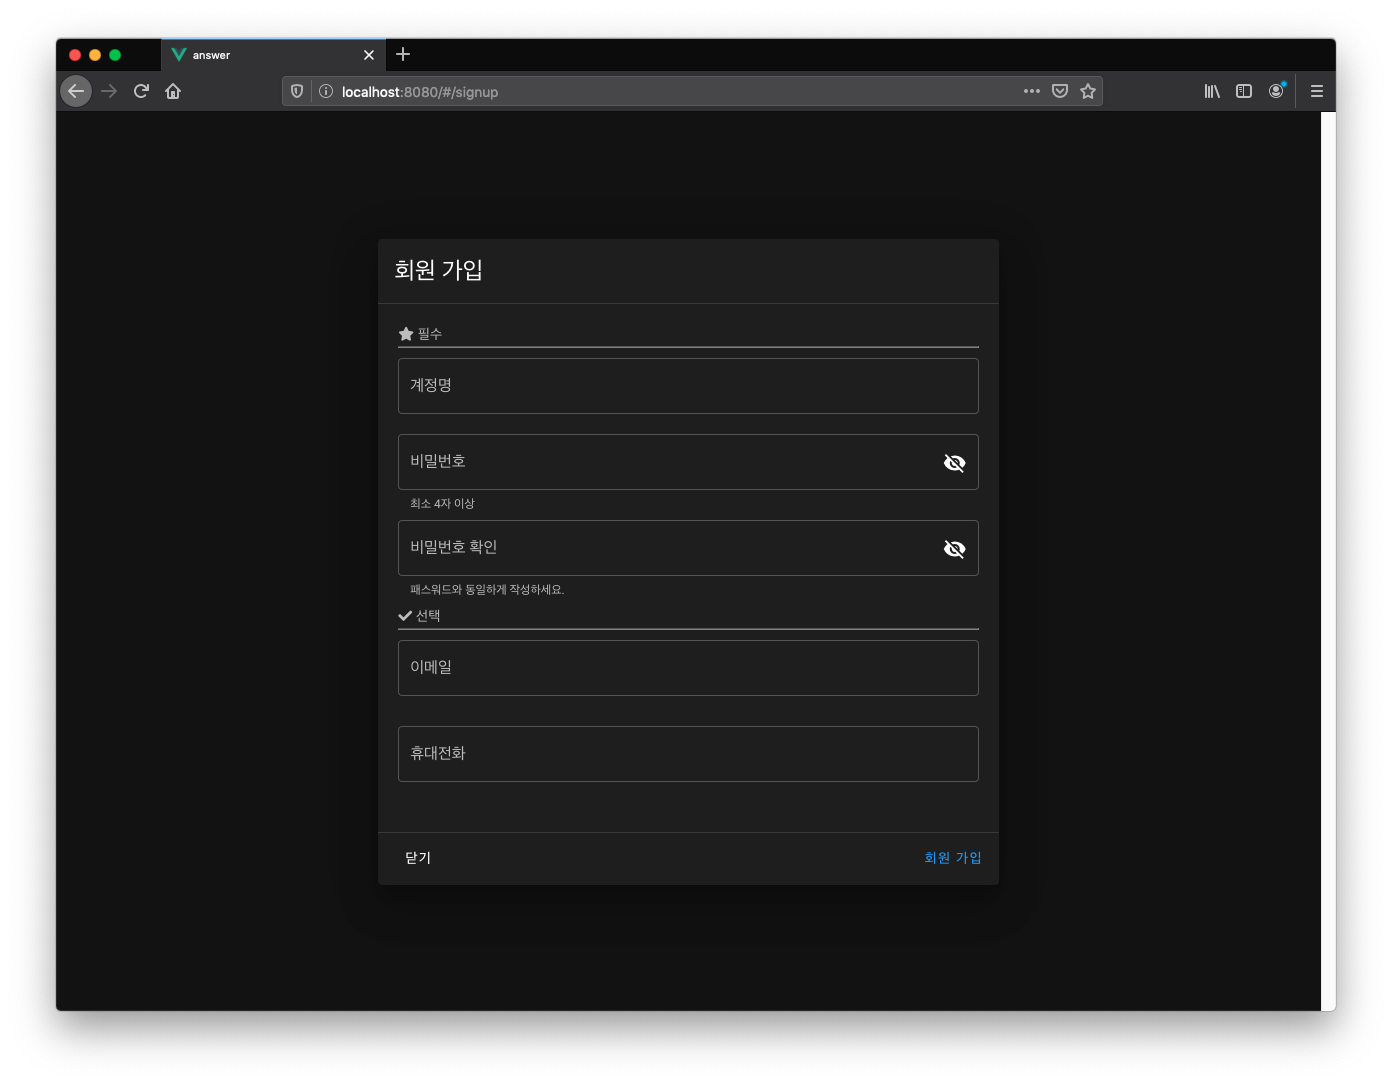 answer
localhost:8080/#/signup
회원 가입
필수
계정명
비밀번호
최소 4자 이상
비밀번호 확인
패스워드와 동일하게 작성하세요.
선택
이메일
휴대전화
닫기
회원 가입